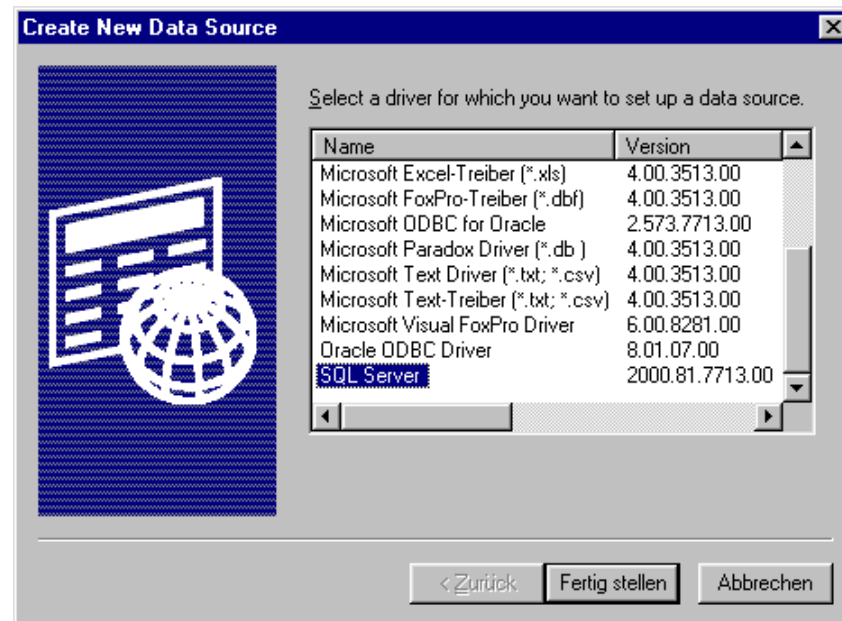 Create New Data Source
Select a driver for which you want to set up a data source.
Name Version
Microsoft Excel-Treiber (*.xls) 4.00.3513.00
Microsoft FoxPro-Treiber (*.dbf) 4.00.3513.00
Microsoft ODBC for Oracle 2.573.7713.00
Microsoft Paradox Driver (*.db ) 4.00.3513.00
Microsoft Text Driver (*.txt; *.csv) 4.00.3513.00
Microsoft Text-Treiber (*.txt; *.csv) 4.00.3513.00
Microsoft Visual FoxPro Driver 6.00.8281.00
Oracle ODBC Driver 8.01.07.00
SQL Server 2000.81.7713.00
< Zurück Fertig stellen Abbrechen